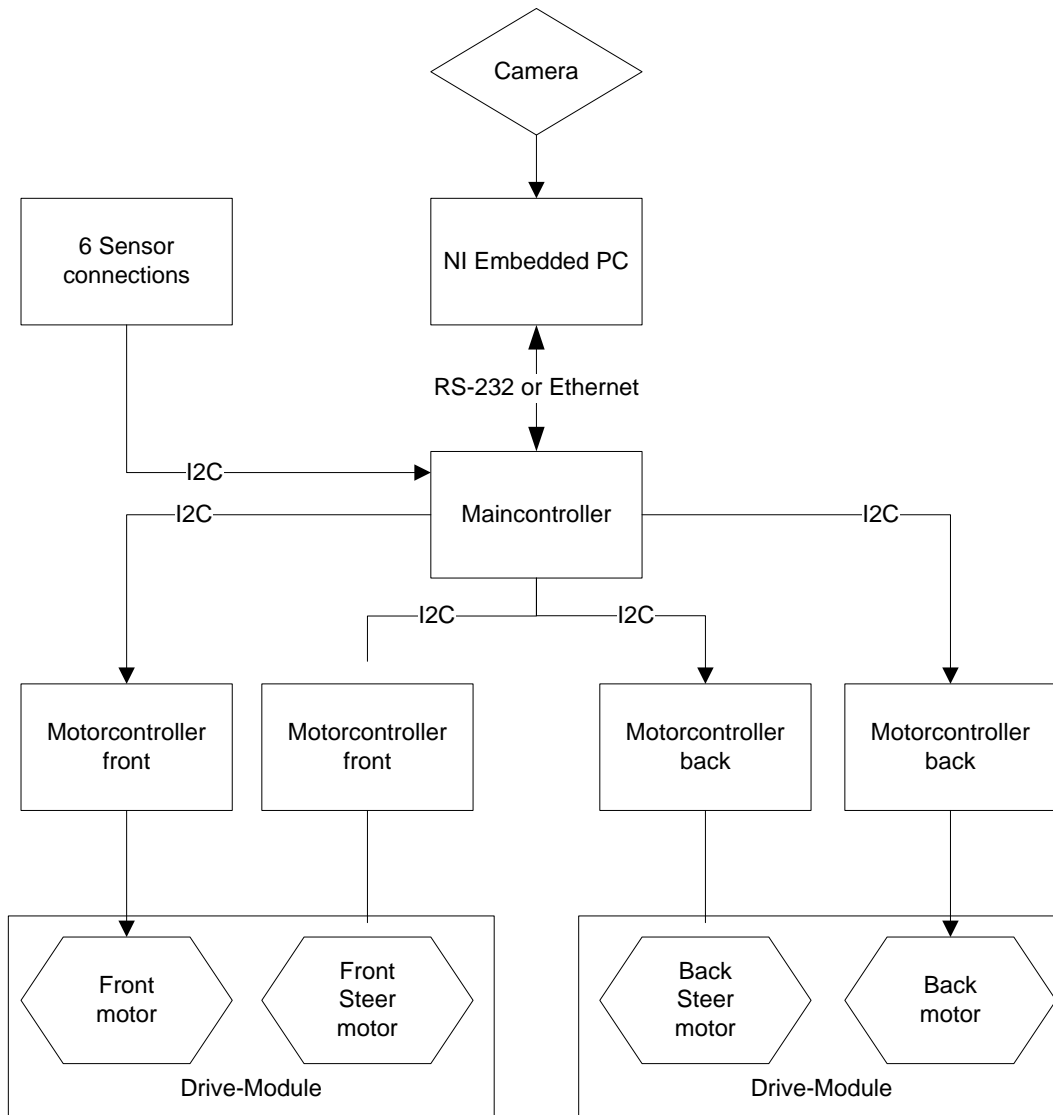 Camera
6 Sensor
connections
NI Embedded PC
RS-232 or Ethernet
I2C
I2C
Maincontroller
I2C
I2C
I2C
Motorcontroller
front
Motorcontroller
front
Motorcontroller
back
Motorcontroller
back
Front
motor
Front
Steer
motor
Back
Steer
motor
Back
motor
Drive-Module
Drive-Module